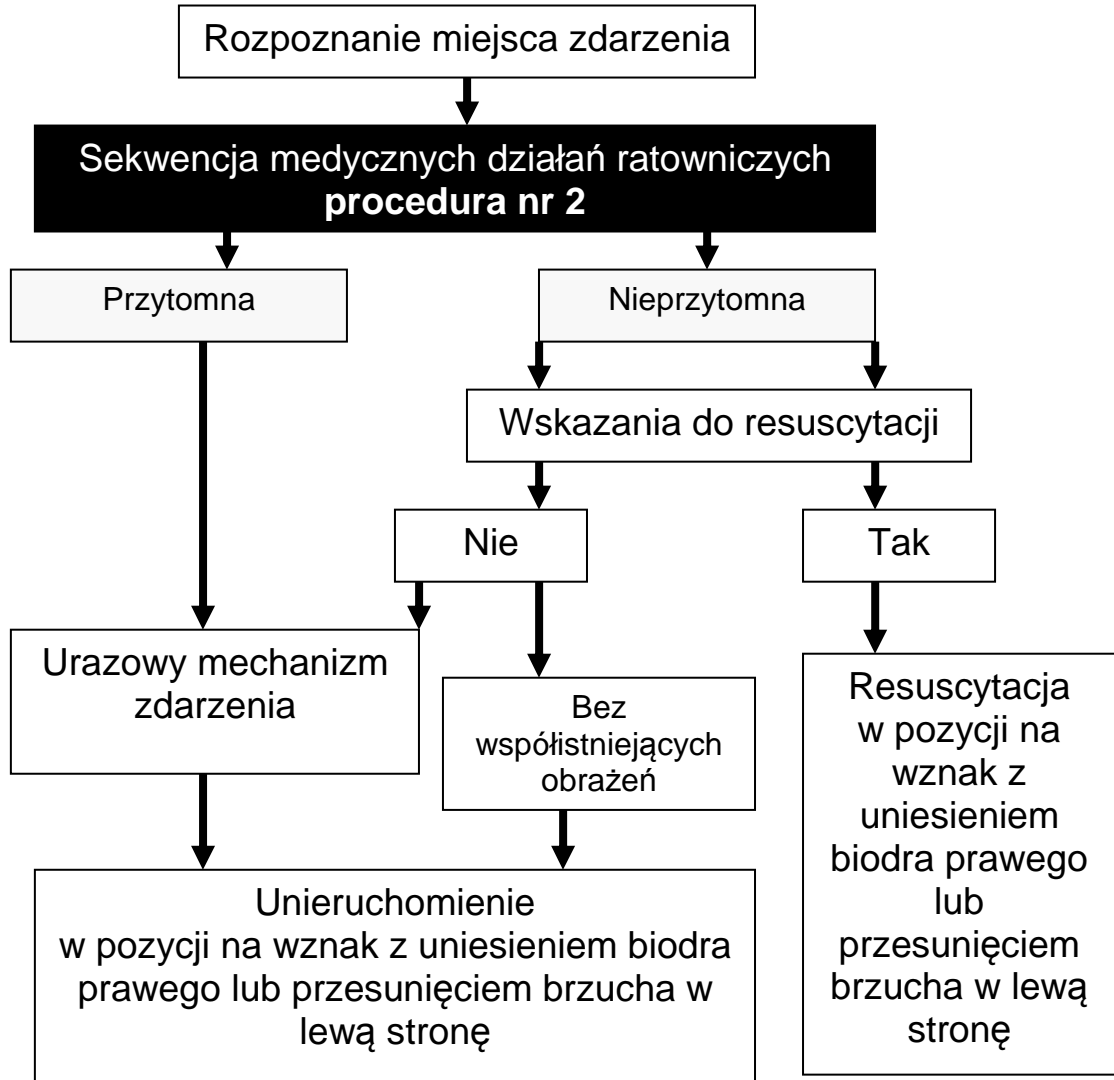 Rozpoznanie miejsca zdarzenia
Sekwencja medycznych działań ratowniczych
procedura nr 2
Przytomna
Nieprzytomna
Wskazania do resuscytacji
Nie
Tak
Urazowy mechanizm
zdarzenia
Bez
współistniejących
obrażeń
Resuscytacja
w pozycji na
wznak z
uniesieniem
biodra prawego
lub
przesunięciem
brzucha w lewą
stronę
Unieruchomienie
w pozycji na wznak z uniesieniem biodra
prawego lub przesunięciem brzucha w
lewą stronę